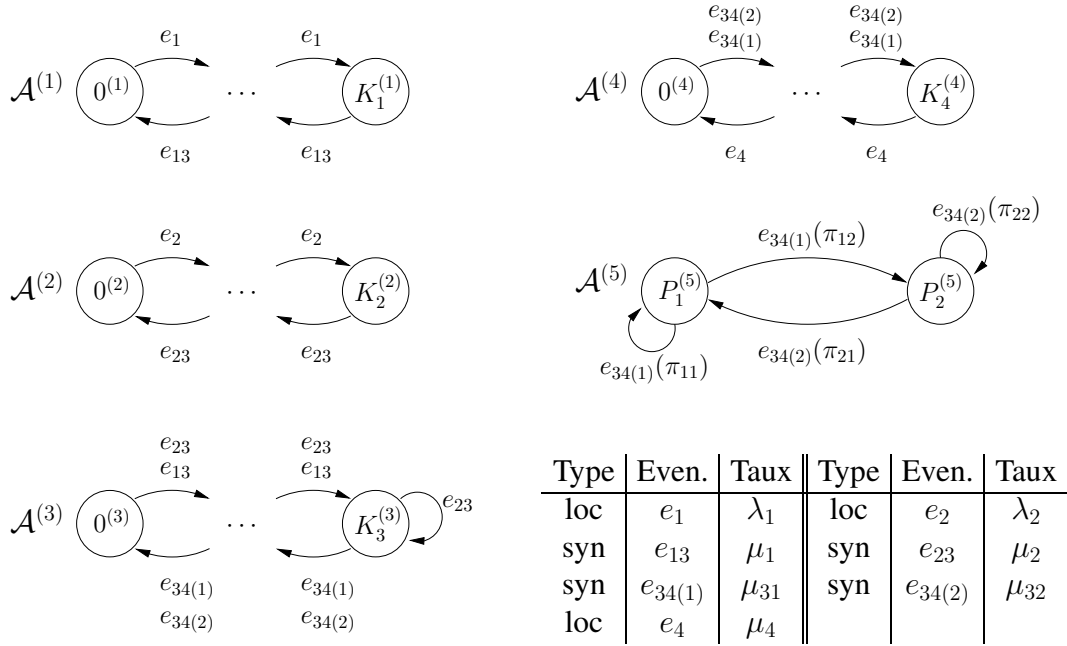 e_1 e_1
𝒜^(1) 0^(1) ... K_1^(1)
e_13 e_13
e_34(2) e_34(2)
e_34(1) e_34(1)
𝒜^(4) 0^(4) ... K_4^(4)
e_4 e_4
e_2 e_2
𝒜^(2) 0^(2) ... K_2^(2)
e_23 e_23
e_34(2)(π_22)
e_34(1)(π_12)
𝒜^(5) P_1^(5) P_2^(5)
e_34(1)(π_11) e_34(2)(π_21)
e_23 e_23
e_13 e_13
𝒜^(3) 0^(3) ... K_3^(3) e_23
e_34(1) e_34(1)
e_34(2) e_34(2)
Type Even. Taux Type Even. Taux
loc e_1 λ_1 loc e_2 λ_2
syn e_13 μ_1 syn e_23 μ_2
syn e_34(1) μ_31 syn e_34(2) μ_32
loc e_4 μ_4